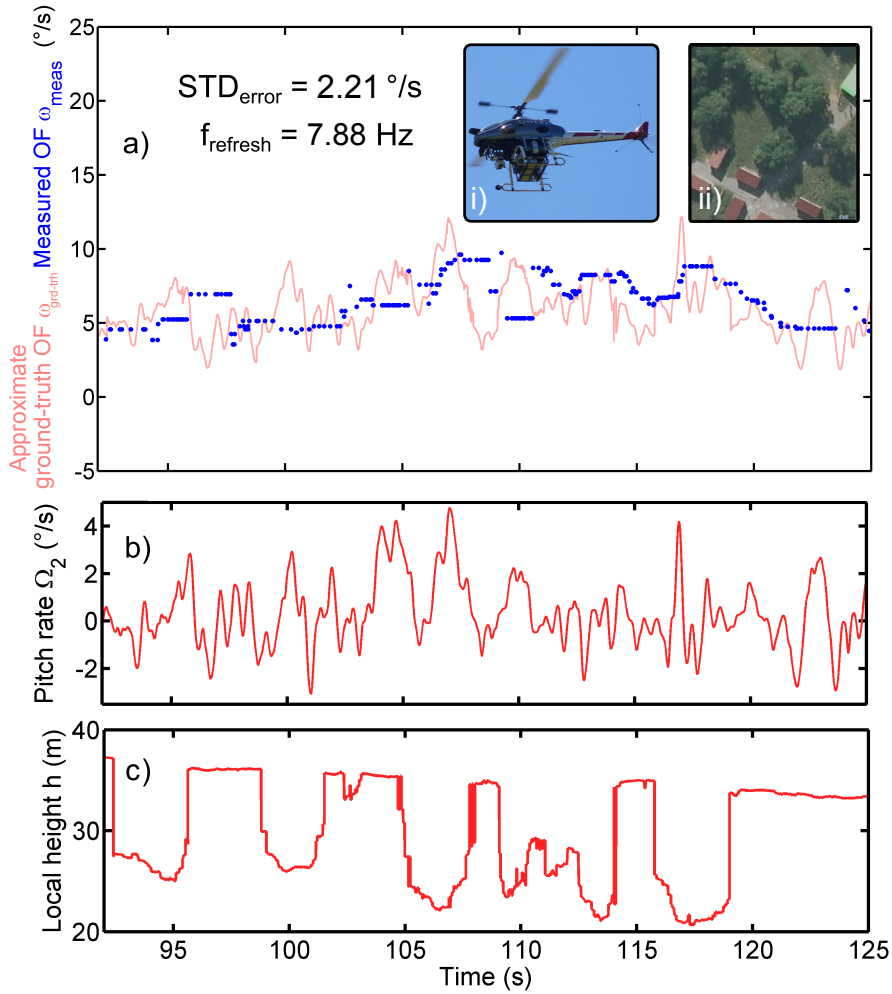 Approximate
ground-truth OF ω_grd-trh Measured OF ω_meas (°/s)
25
20
15
10
5
0
-5
a)
STD_error = 2.21 °/s
f_refresh = 7.88 Hz
i)
ii)
Pitch rate Ω_2 (°/s)
4
2
0
-2
b)
Local height h (m)
40
30
20
c)
95
100
105
110
115
120
125
Time (s)